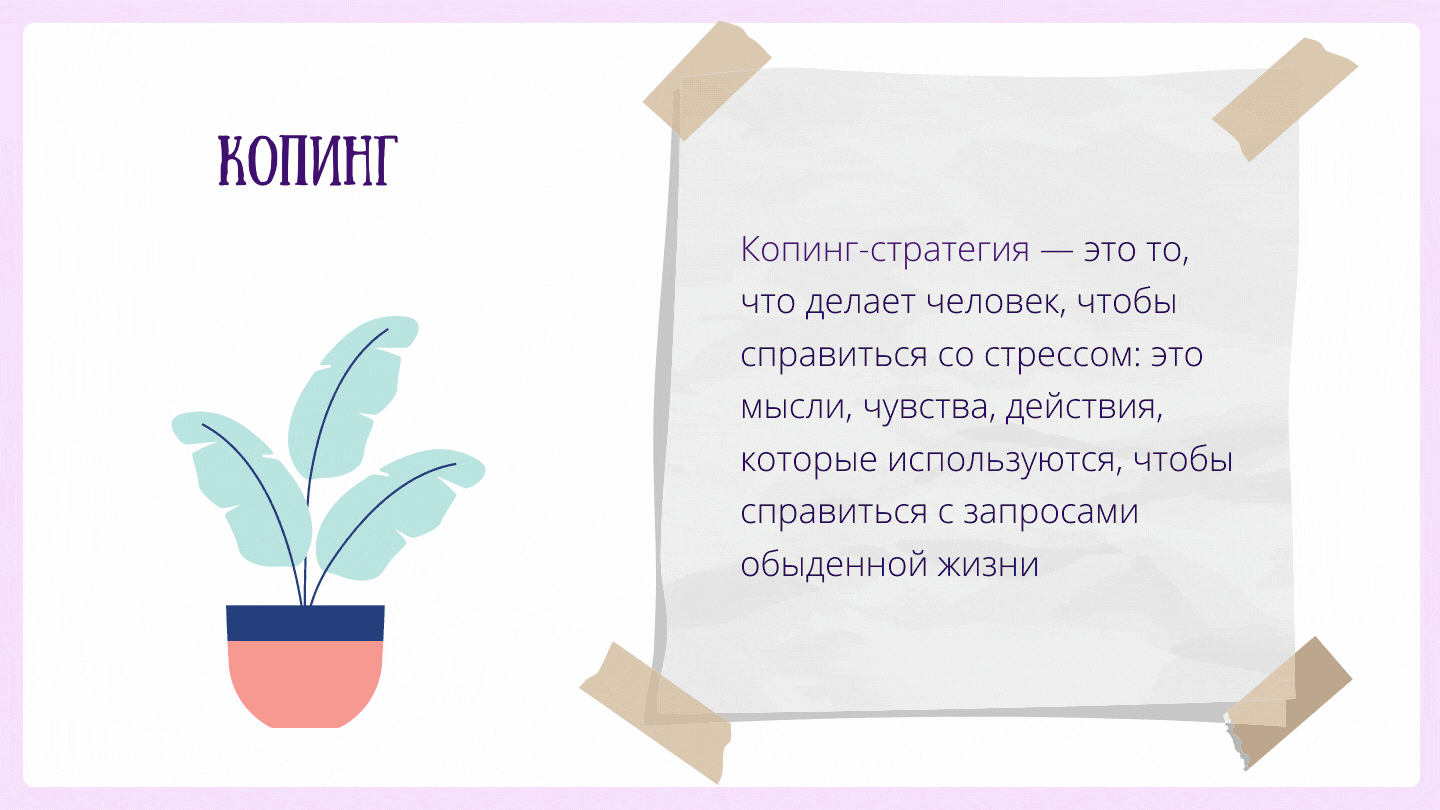 КОПИНГ
Копинг-стратегия — это то,
что делает человек, чтобы
справиться со стрессом: это
мысли, чувства, действия,
которые используются, чтобы
справиться с запросами
обыденной жизни